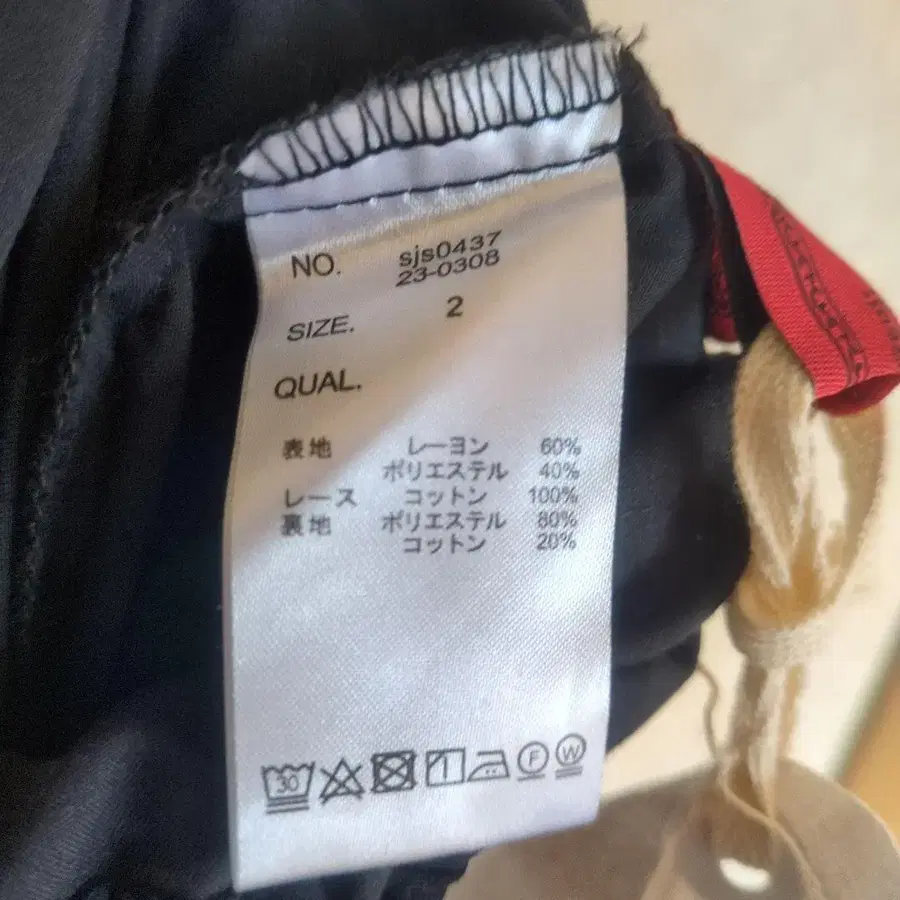 NO. sjs0437
23-0308
SIZE. 2
QUAL.
表地 レーヨン 60%
ポリエステル 40%
レース コットン 100%
裏地 ポリエステル 80%
コットン 20%
30 F W